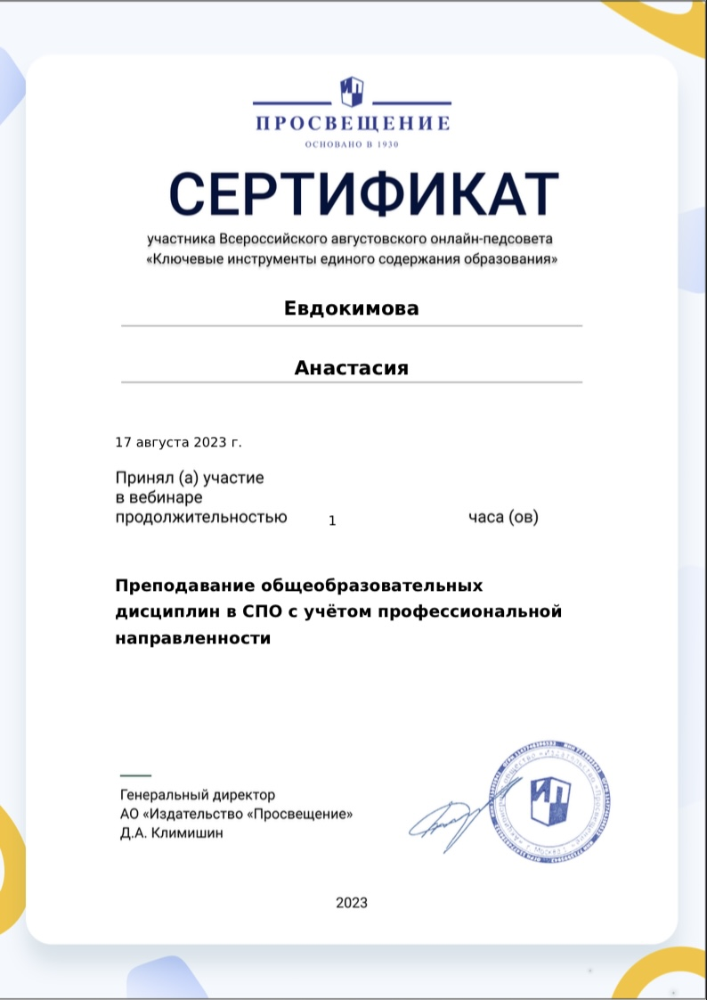 ПРОСВЕЩЕНИЕ
ОСНОВАНО В 1930
СЕРТИФИКАТ
участника Всероссийского августовского онлайн-педсовета
«Ключевые инструменты единого содержания образования»
Евдокимова
Анастасия
17 августа 2023 г.
Принял (а) участие
в вебинаре
продолжительностью 1 часа (ов)
Преподавание общеобразовательных
дисциплин в СПО с учётом профессиональной
направленности
Генеральный директор
АО «Издательство «Просвещение»
Д.А. Климишин
2023